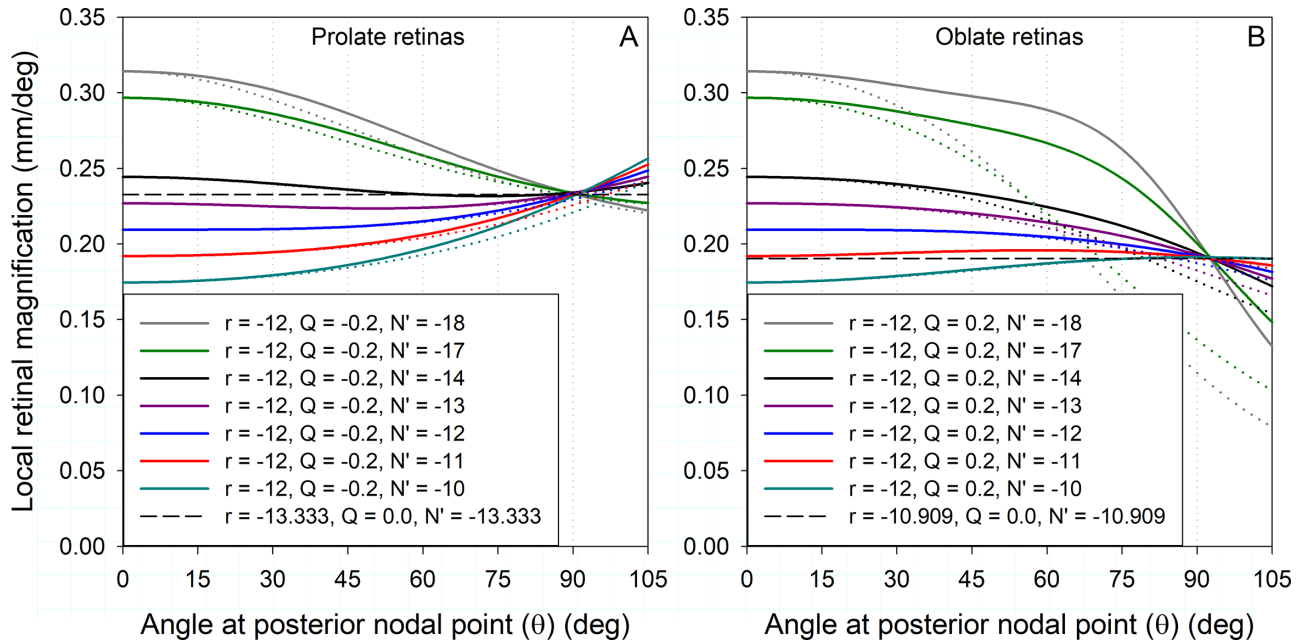 Local retinal magnification (mm/deg)
0.35
0.30
0.25
0.20
0.15
0.10
0.05
0.00
Prolate retinas
A
r = -12, Q = -0.2, N' = -18
r = -12, Q = -0.2, N' = -17
r = -12, Q = -0.2, N' = -14
r = -12, Q = -0.2, N' = -13
r = -12, Q = -0.2, N' = -12
r = -12, Q = -0.2, N' = -11
r = -12, Q = -0.2, N' = -10
r = -13.333, Q = 0.0, N' = -13.333
0 15 30 45 60 75 90 105
Angle at posterior nodal point (θ) (deg)
0.35
0.30
0.25
0.20
0.15
0.10
0.05
0.00
Oblate retinas
B
r = -12, Q = 0.2, N' = -18
r = -12, Q = 0.2, N' = -17
r = -12, Q = 0.2, N' = -14
r = -12, Q = 0.2, N' = -13
r = -12, Q = 0.2, N' = -12
r = -12, Q = 0.2, N' = -11
r = -12, Q = 0.2, N' = -10
r = -10.909, Q = 0.0, N' = -10.909
0 15 30 45 60 75 90 105
Angle at posterior nodal point (θ) (deg)